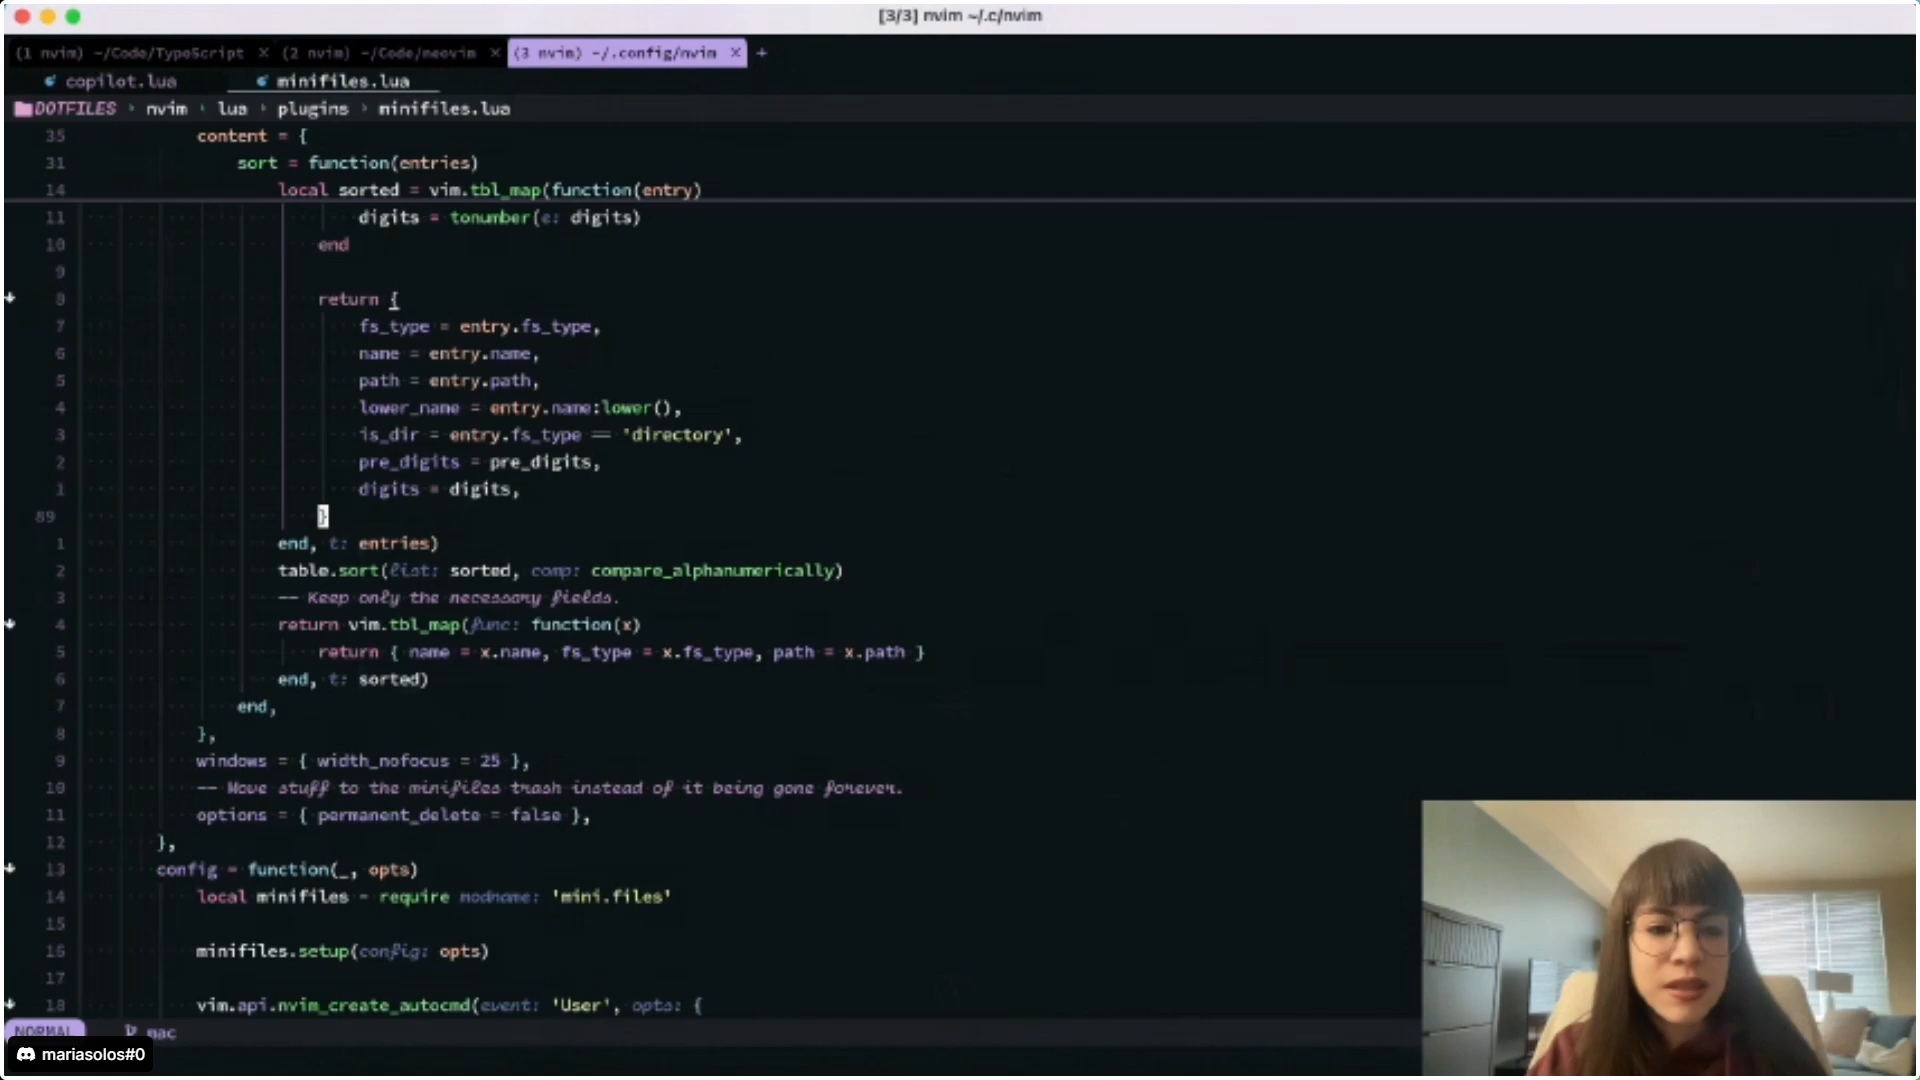 [3/3] nvim ~/.c/nvim
(1 nvim) ~/Code/TypeScript × (2 nvim) ~/Code/neovim × (3 nvim) ~/.config/nvim × +
copilot.lua minifiles.lua
DOTFILES › nvim › lua › plugins › minifiles.lua
35 content = {
31 sort = function(entries)
14 local sorted = vim.tbl_map(function(entry)
11 digits = tonumber(e: digits)
10 end
9
8 return {
7 fs_type = entry.fs_type,
6 name = entry.name,
5 path = entry.path,
4 lower_name = entry.name:lower(),
3 is_dir = entry.fs_type == 'directory',
2 pre_digits = pre_digits,
1 digits = digits,
89 }
1 end, t: entries)
2 table.sort(list: sorted, comp: compare_alphanumerically)
3 -- Keep only the necessary fields.
4 return vim.tbl_map(func: function(x)
5 return { name = x.name, fs_type = x.fs_type, path = x.path }
6 end, t: sorted)
7 end,
8 },
9 windows = { width_nofocus = 25 },
10 -- Move stuff to the minifiles trash instead of it being gone forever.
11 options = { permanent_delete = false },
12 },
13 config = function(_, opts)
14 local minifiles = require modname: 'mini.files'
15
16 minifiles.setup(config: opts)
17
18 vim.api.nvim_create_autocmd(event: 'User', opts: {
NORMAL mac
mariasolos#0